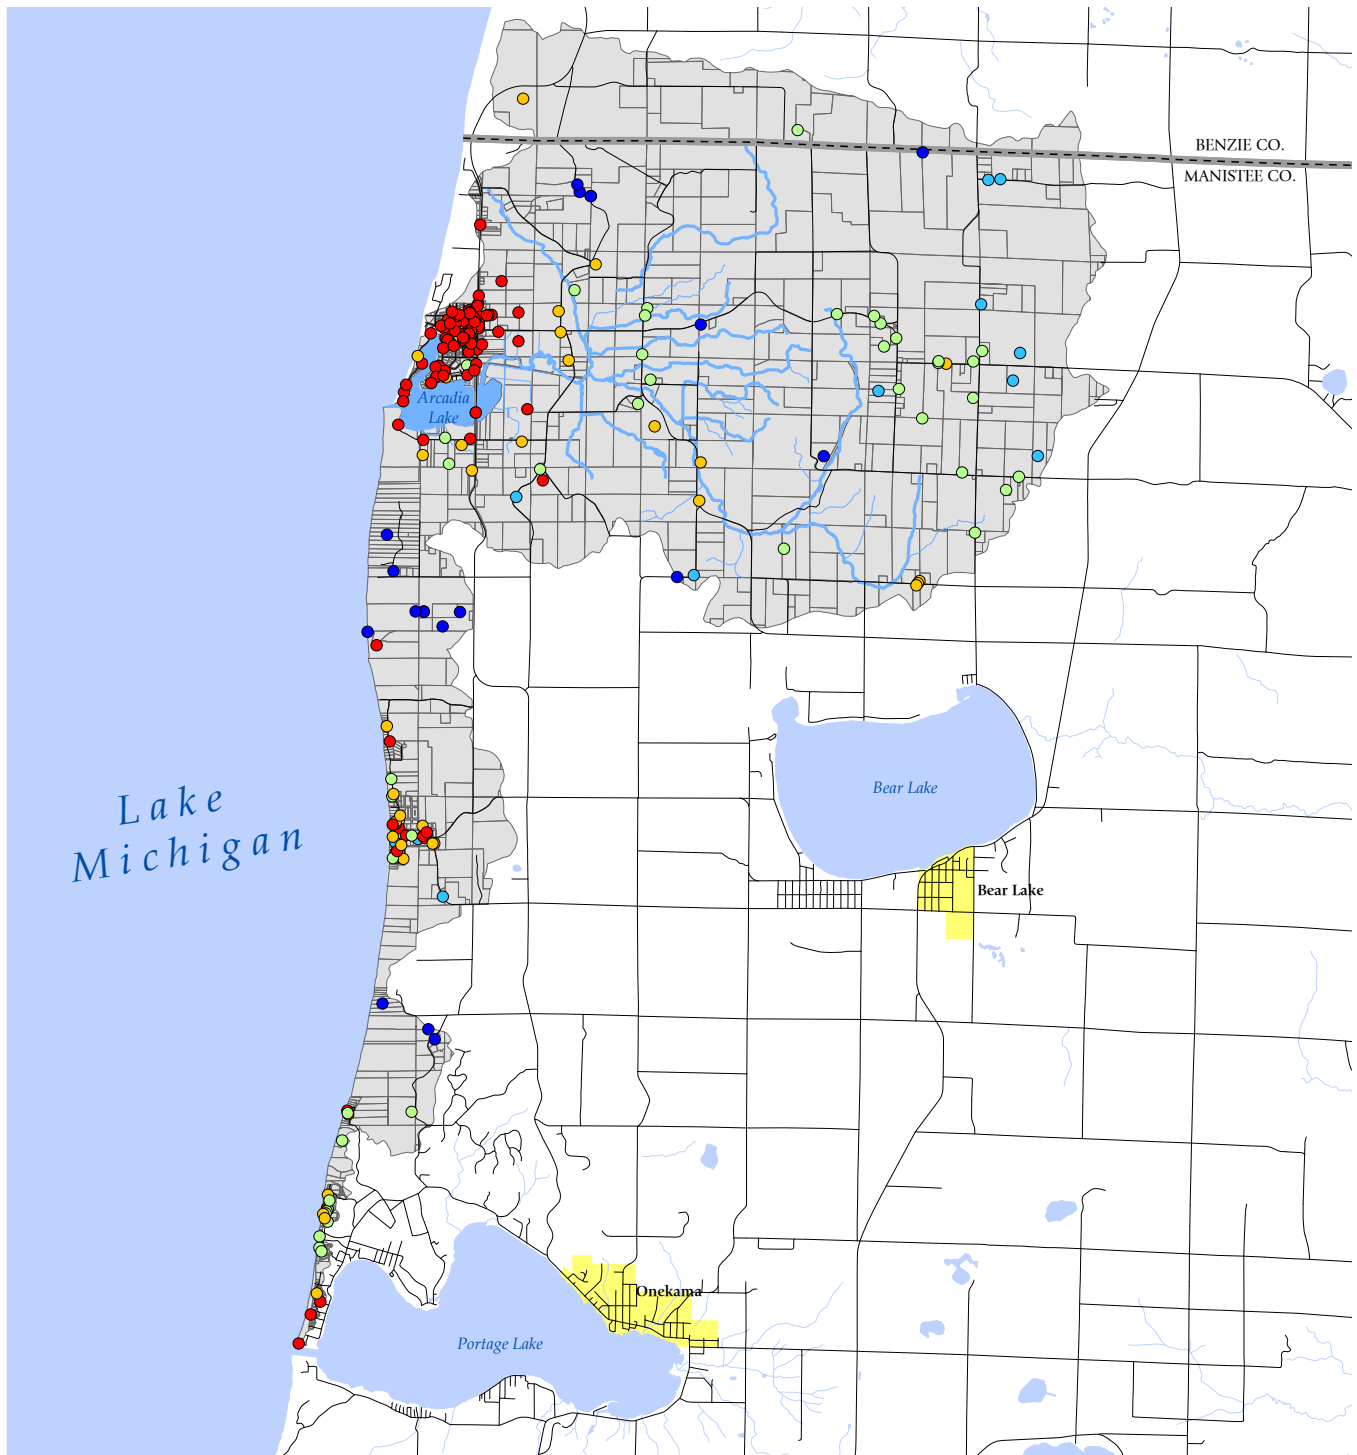 BENZIE CO.
MANISTEE CO.
Arcadia
Lake
Lake
Michigan
Bear Lake
Bear Lake
Onekama
Portage Lake